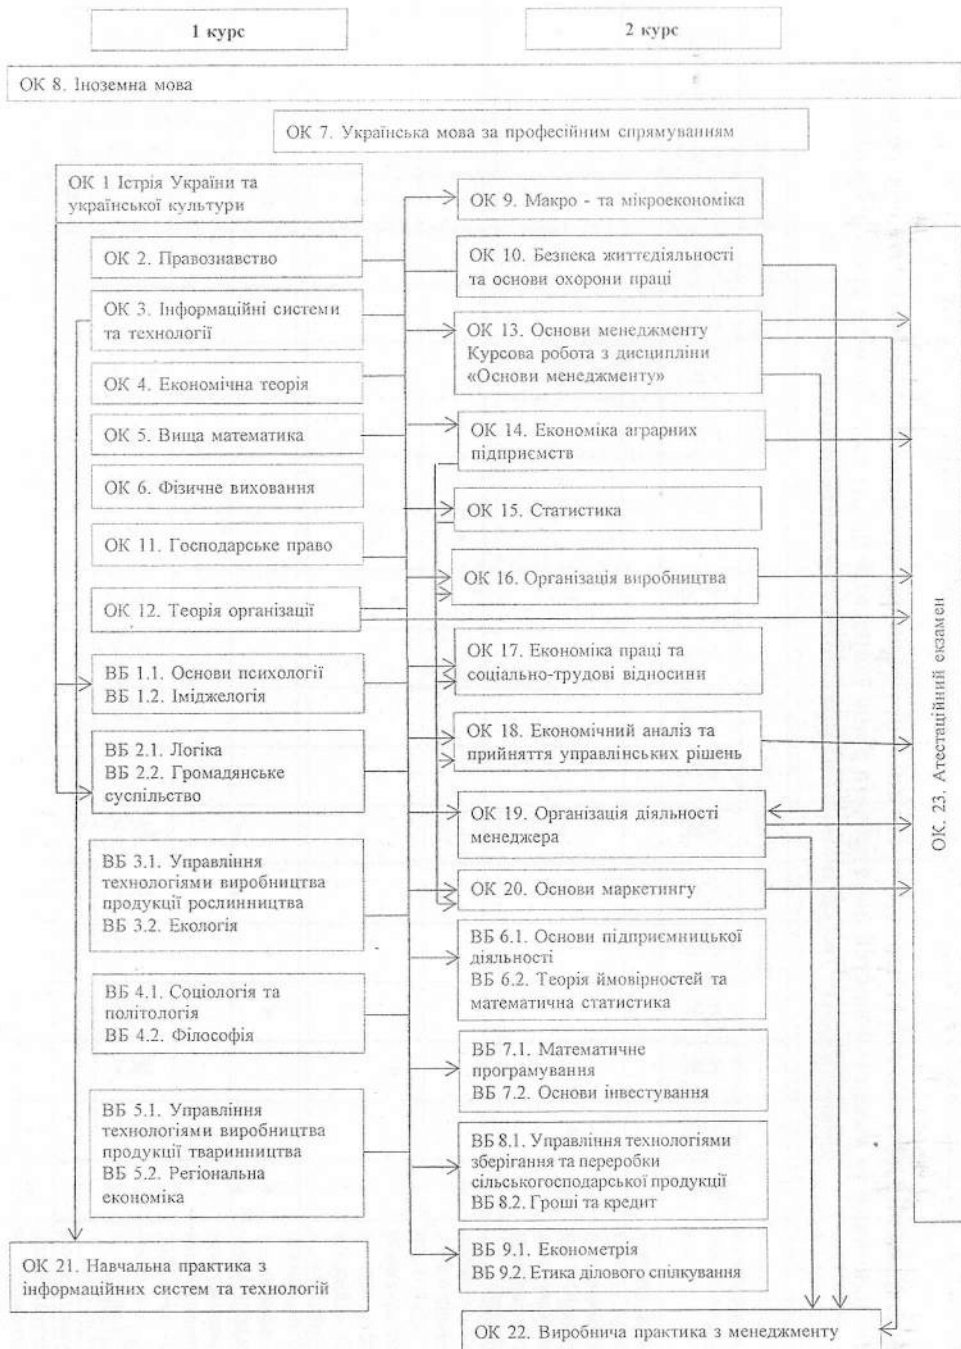 1 курс
2 курс
ОК 8. Іноземна мова
ОК 7. Українська мова за професійним спрямуванням
ОК 1 Істрія України та
української культури
ОК 2. Правознавство
ОК 3. Інформаційні системи
та технології
ОК 4. Економічна теорія
ОК 5. Вища математика
ОК 6. Фізичне виховання
ОК 11. Господарське право
ОК 12. Теорія організації
ВБ 1.1. Основи психології
ВБ 1.2. Іміджелогія
ВБ 2.1. Логіка
ВБ 2.2. Громадянське
суспільство
ВБ 3.1. Управління
технологіями виробництва
продукції рослинництва
ВБ 3.2. Екологія
ВБ 4.1. Соціологія та
політологія
ВБ 4.2. Філософія
ВБ 5.1. Управління
технологіями виробництва
продукції тваринництва
ВБ 5.2. Регіональна
економіка
ОК 21. Навчальна практика з
інформаційних систем та технологій
ОК 9. Макро - та мікроекономіка
ОК 10. Безпека життєдіяльності
та основи охорони праці
ОК 13. Основи менеджменту
Курсова робота з дисципліни
«Основи менеджменту»
ОК 14. Економіка аграрних
підприємств
ОК 15. Статистика
ОК 16. Організація виробництва
ОК 17. Економіка праці та
соціально-трудові відносини
ОК 18. Економічний аналіз та
прийняття управлінських рішень
ОК 19. Організація діяльності
менеджера
ОК 20. Основи маркетингу
ВБ 6.1. Основи підприємницької
діяльності
ВБ 6.2. Теорія ймовірностей та
математична статистика
ВБ 7.1. Математичне
програмування
ВБ 7.2. Основи інвестування
ВБ 8.1. Управління технологіями
зберігання та переробки
сільськогосподарської продукції
ВБ 8.2. Гроші та кредит
ВБ 9.1. Економетрія
ВБ 9.2. Етика ділового спілкування
ОК 22. Виробнича практика з менеджменту
ОК. 23. Атестаційний екзамен